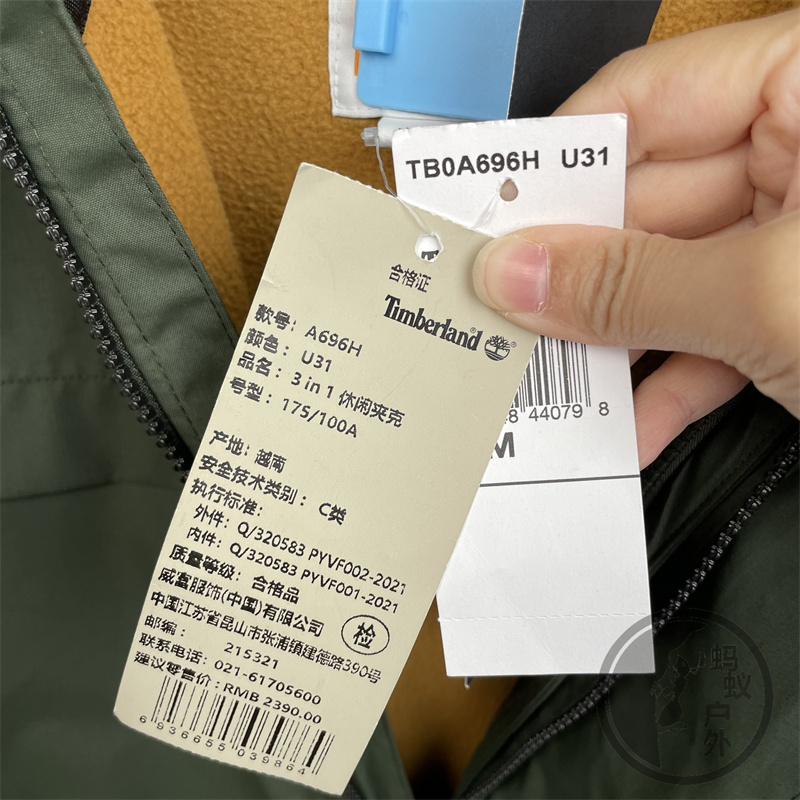 TB0A696H U31
44079 8
M
合格证
Timberland
款号: A696H
颜色: U31
品名: 3 in 1 休闲夹克
号型: 175/100A
产地: 越南
安全技术类别: C类
执行标准:
外件: Q/320583 PYVF002-2021
内件: Q/320583 PYVF001-2021
质量等级: 合格品
威富服饰(中国)有限公司
中国江苏省昆山市张浦镇建德路390号
检
邮编: 215321
联系电话: 021-61705600
建议零售价: RMB 2390.00
6936655039864
蚂蚁户外